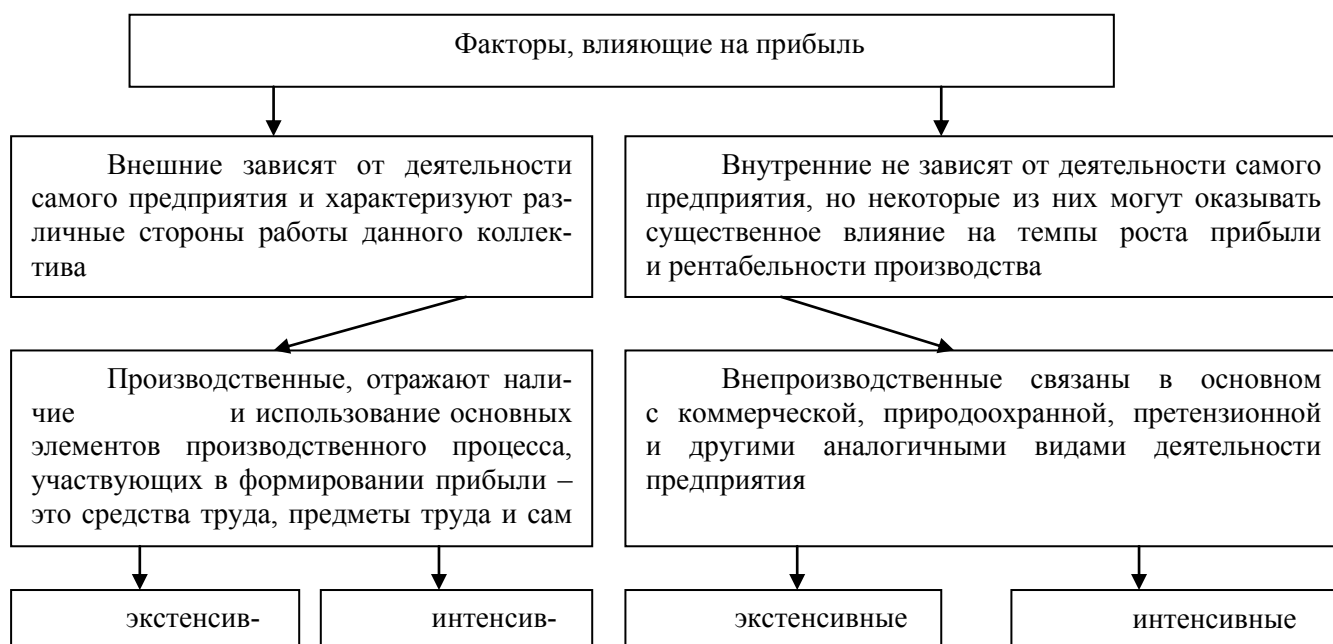 Факторы, влияющие на прибыль
Внешние зависят от деятельности
самого предприятия и характеризуют раз-
личные стороны работы данного коллек-
тива
Внутренние не зависят от деятельности самого
предприятия, но некоторые из них могут оказывать
существенное влияние на темпы роста прибыли
и рентабельности производства
Производственные, отражают нали-
чие и использование основных
элементов производственного процесса,
участвующих в формировании прибыли –
это средства труда, предметы труда и сам
Внепроизводственные связаны в основном
с коммерческой, природоохранной, претензионной
и другими аналогичными видами деятельности
предприятия
экстенсив-
интенсив-
экстенсивные
интенсивные